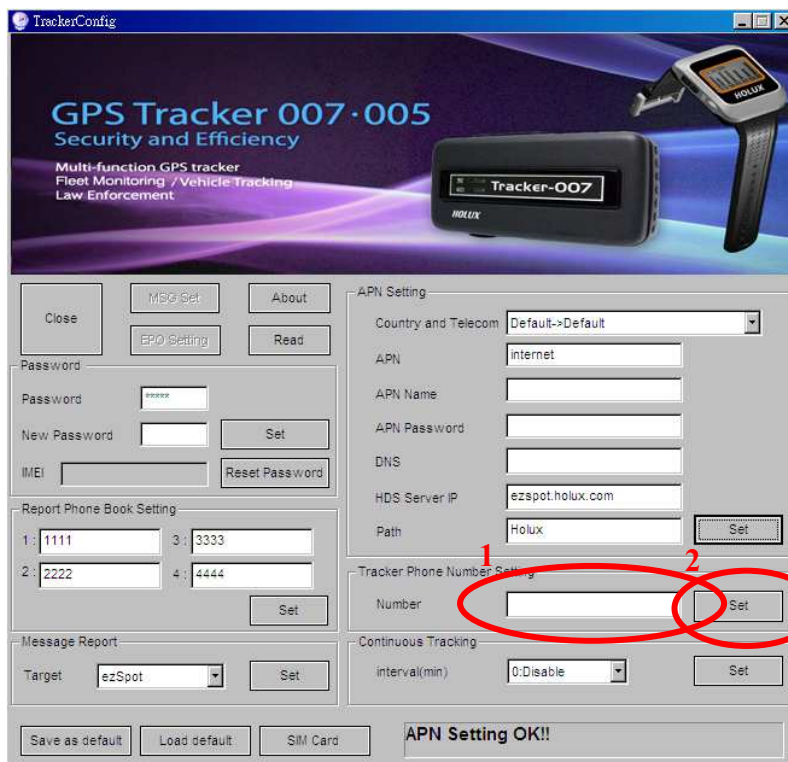 TrackerConfig
GPS Tracker 007·005
Security and Efficiency
Multi-function GPS tracker
Fleet Monitoring / Vehicle Tracking
Law Enforcement
HOLUX
Tracker-007
HOLUX
Close
MSG Set
About
EPO Setting
Read
Password
Password
*****
New Password
Set
IMEI
Reset Password
Report Phone Book Setting
1 : 1111
3 : 3333
2 : 2222
4 : 4444
Set
Message Report
Target
ezSpot
Set
APN Setting
Country and Telecom
Default->Default
APN
internet
APN Name
APN Password
DNS
HDS Server IP
ezspot.holux.com
Path
Holux
Set
1
2
Tracker Phone Number Setting
Number
Set
Continuous Tracking
interval(min)
0:Disable
Set
Save as default
Load default
SIM Card
APN Setting OK!!